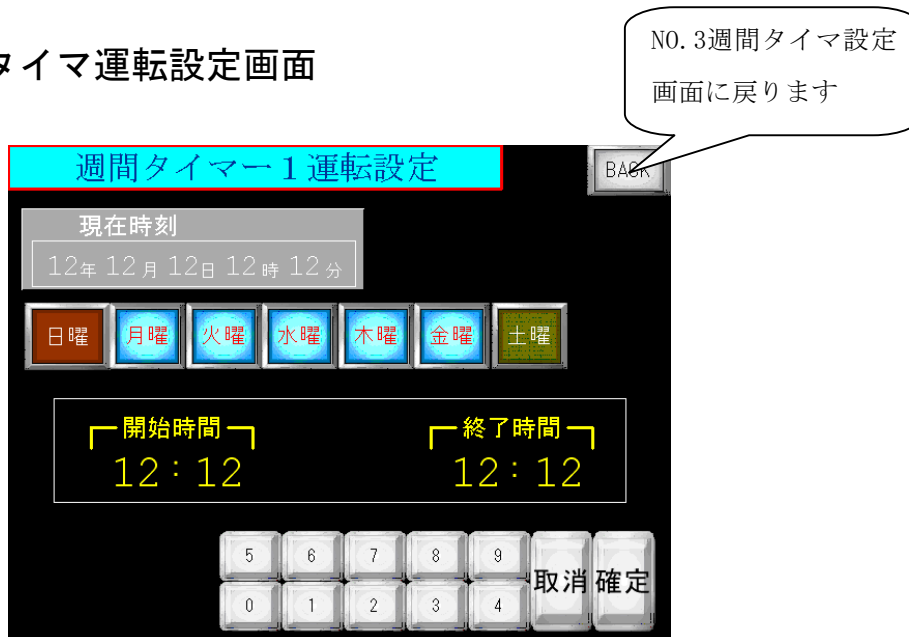 タイマ運転設定画面
NO.3週間タイマ設定
画面に戻ります
週間タイマー1運転設定
BACK
現在時刻
12年 12月 12日 12時 12分
日曜 月曜 火曜 水曜 木曜 金曜 土曜
開始時間 終了時間
12:12 12:12
5 6 7 8 9
取消 確定
0 1 2 3 4